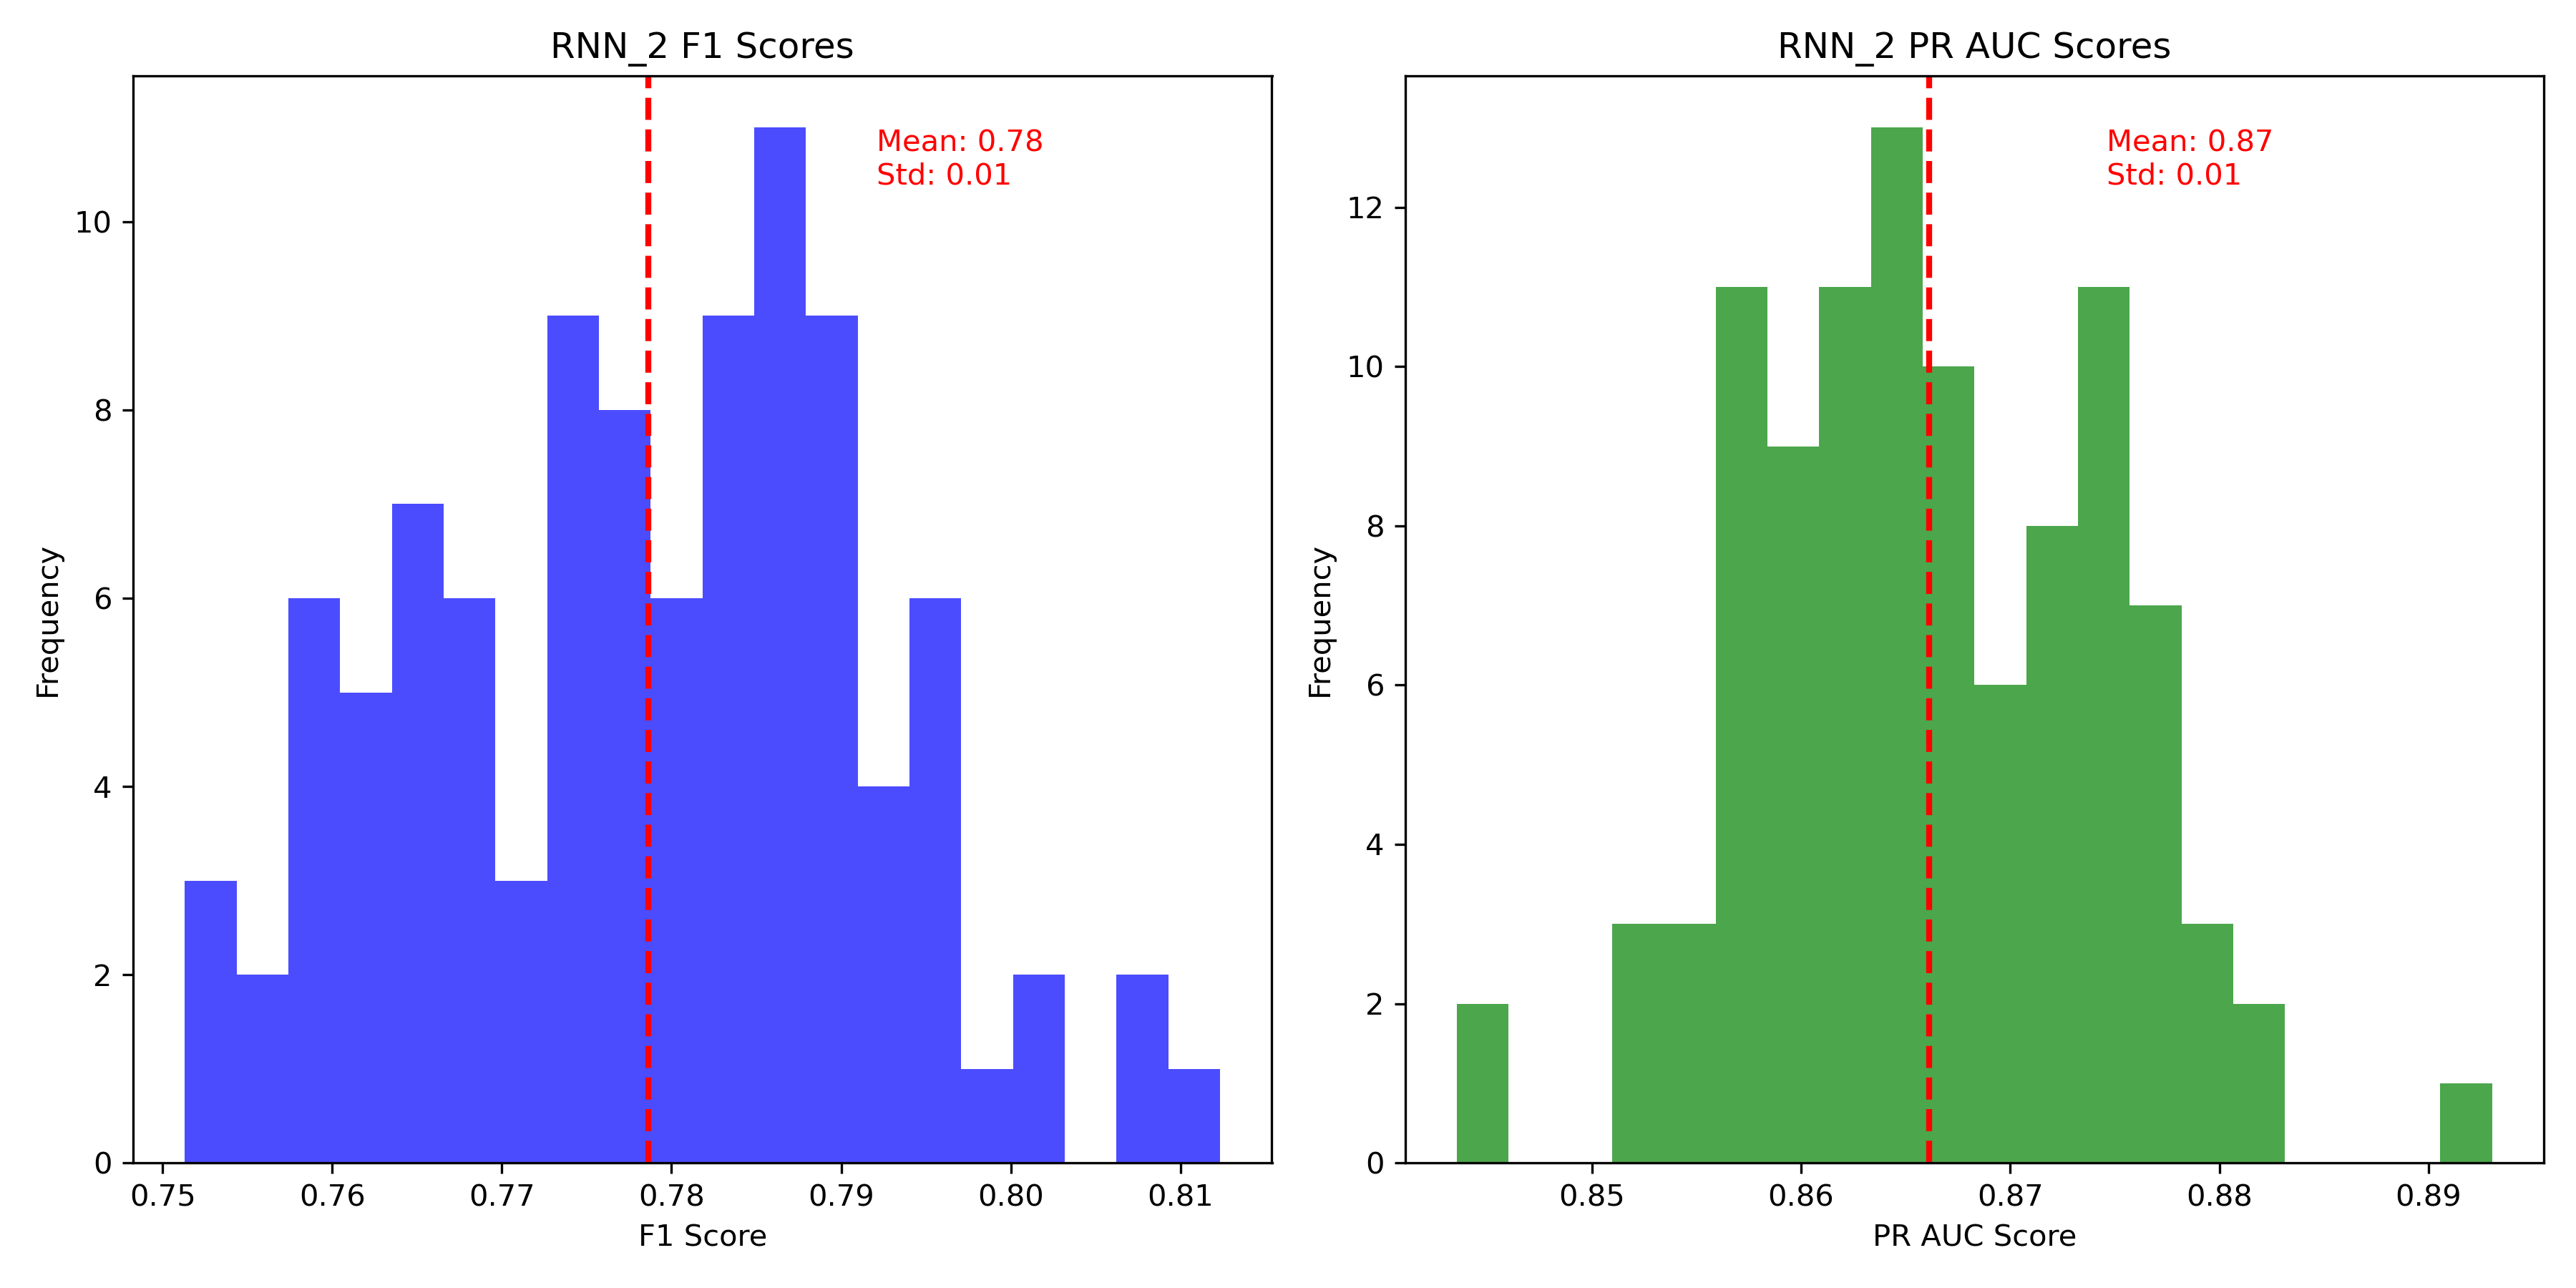 RNN_2 F1 Scores
Mean: 0.78
Std: 0.01
Frequency
10
8
6
4
2
0
0.75 0.76 0.77 0.78 0.79 0.80 0.81
F1 Score
RNN_2 PR AUC Scores
Mean: 0.87
Std: 0.01
Frequency
12
10
8
6
4
2
0
0.85 0.86 0.87 0.88 0.89
PR AUC Score